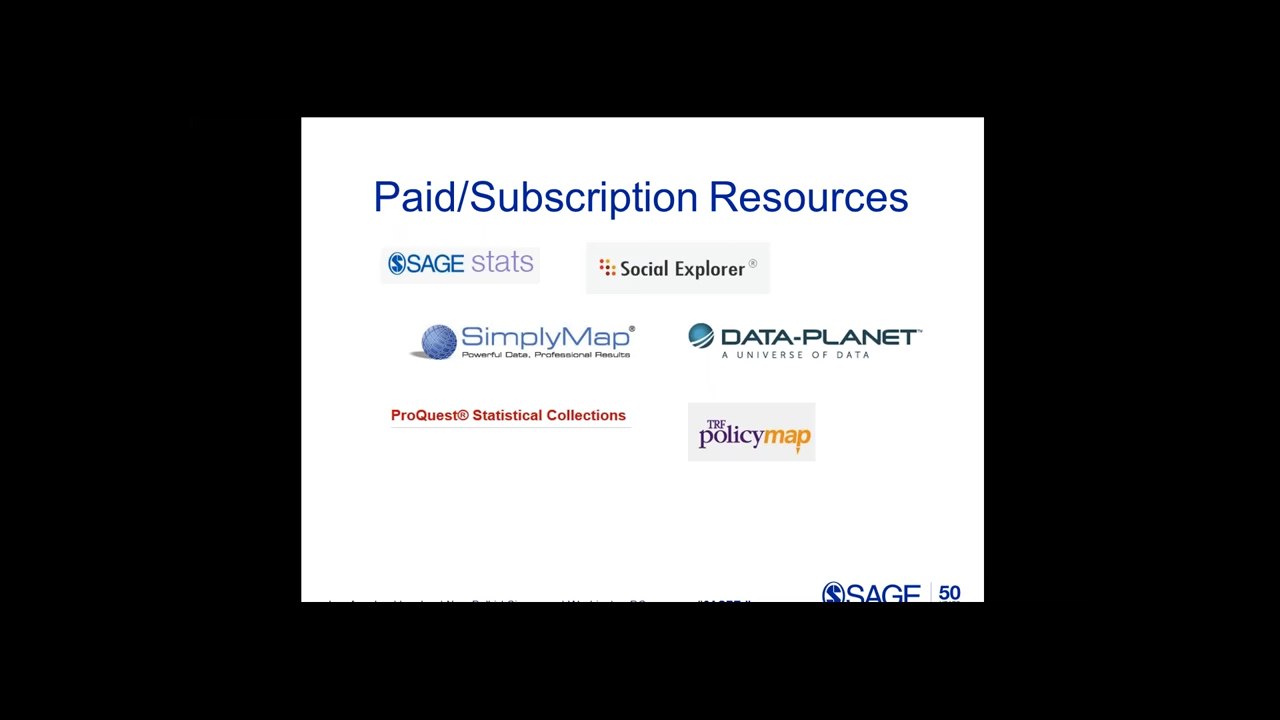 Paid/Subscription Resources
SAGE stats
Social Explorer®
SimplyMap®
Powerful Data, Professional Results
DATA-PLANET™
A UNIVERSE OF DATA
ProQuest® Statistical Collections
TRF
policymap
SAGE
50